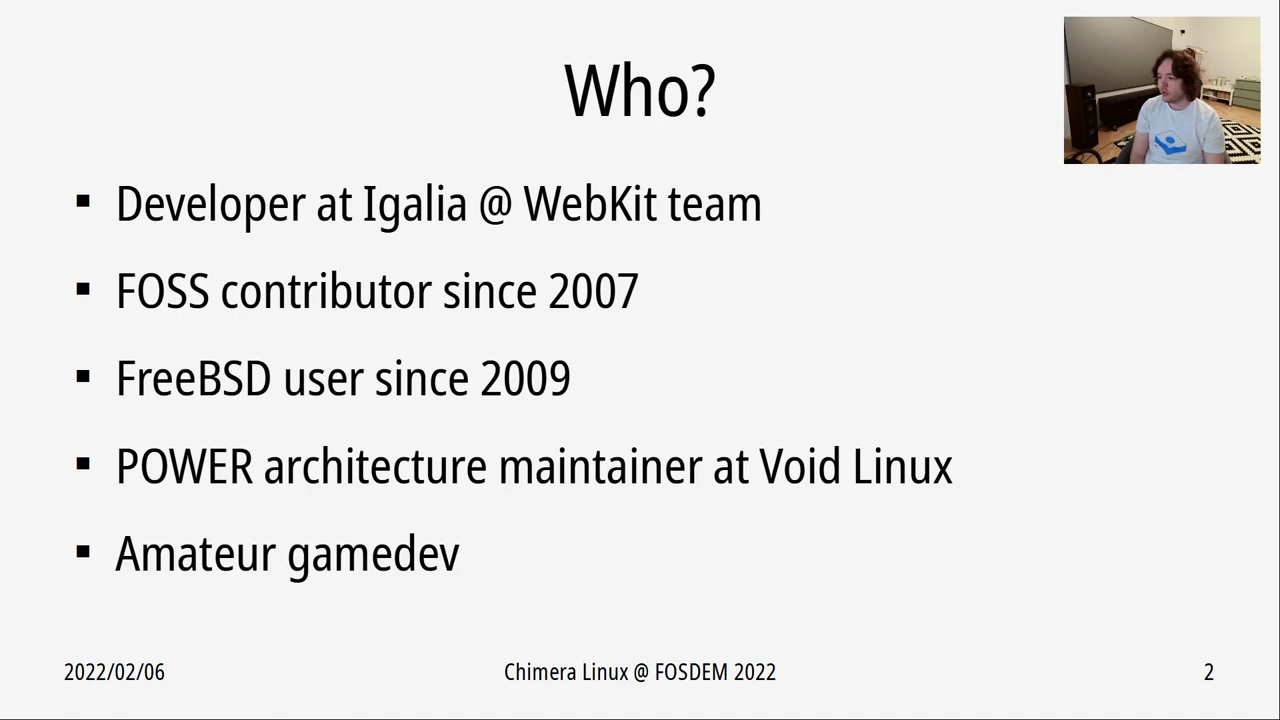 Who?
Developer at Igalia @ WebKit team
FOSS contributor since 2007
FreeBSD user since 2009
POWER architecture maintainer at Void Linux
Amateur gamedev
2022/02/06
Chimera Linux @ FOSDEM 2022
2